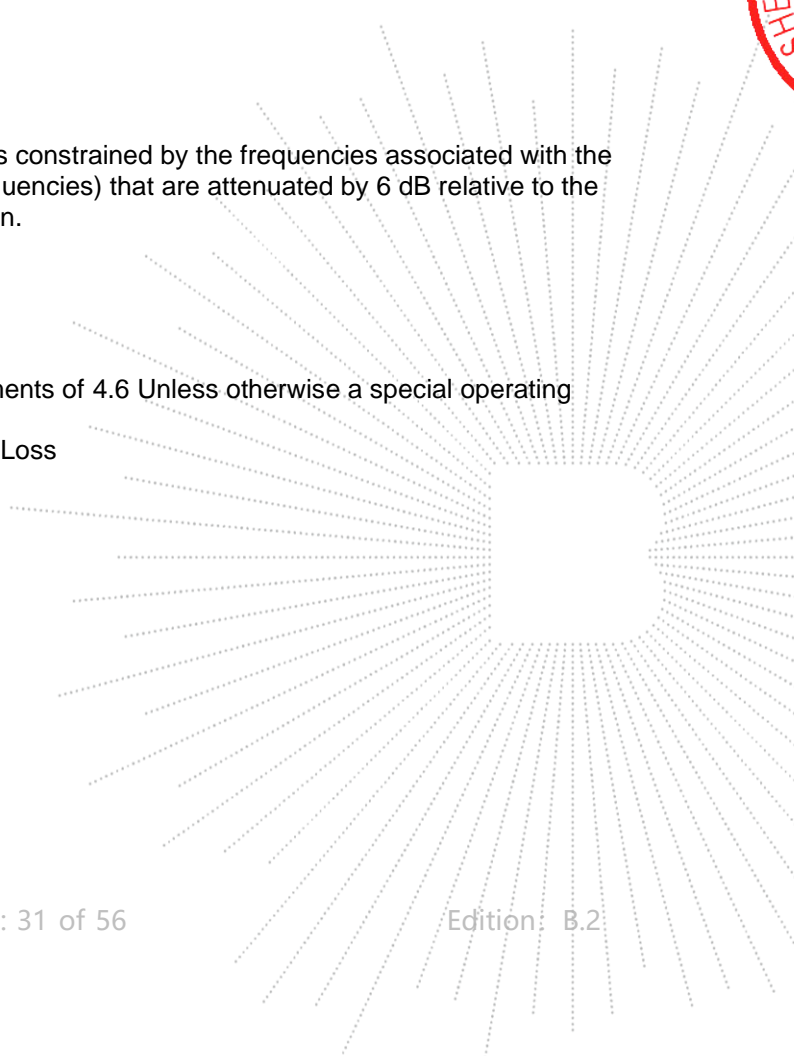 SHE
s constrained by the frequencies associated with the
uencies) that are attenuated by 6 dB relative to the
n.
nents of 4.6 Unless otherwise a special operating
Loss
: 31 of 56 Edition: B.2